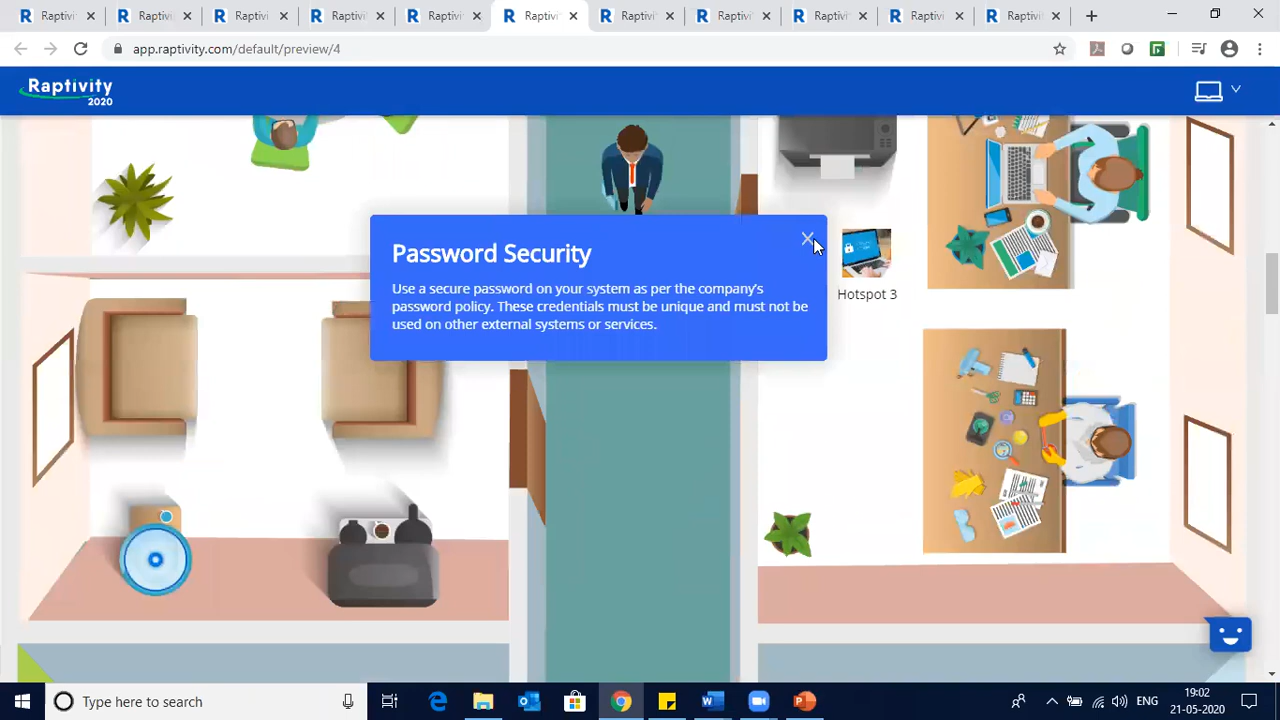 Raptivity
Raptivity
Raptivity
Raptivity
Raptivity
Raptivity
Raptivity
Raptivity
Raptivity
Raptivity
Raptivity
app.raptivity.com/default/preview/4
Raptivity
2020
Password Security
Use a secure password on your system as per the company's
password policy. These credentials must be unique and must not be
used on other external systems or services.
Hotspot 3
Type here to search
ENG
19:02
21-05-2020